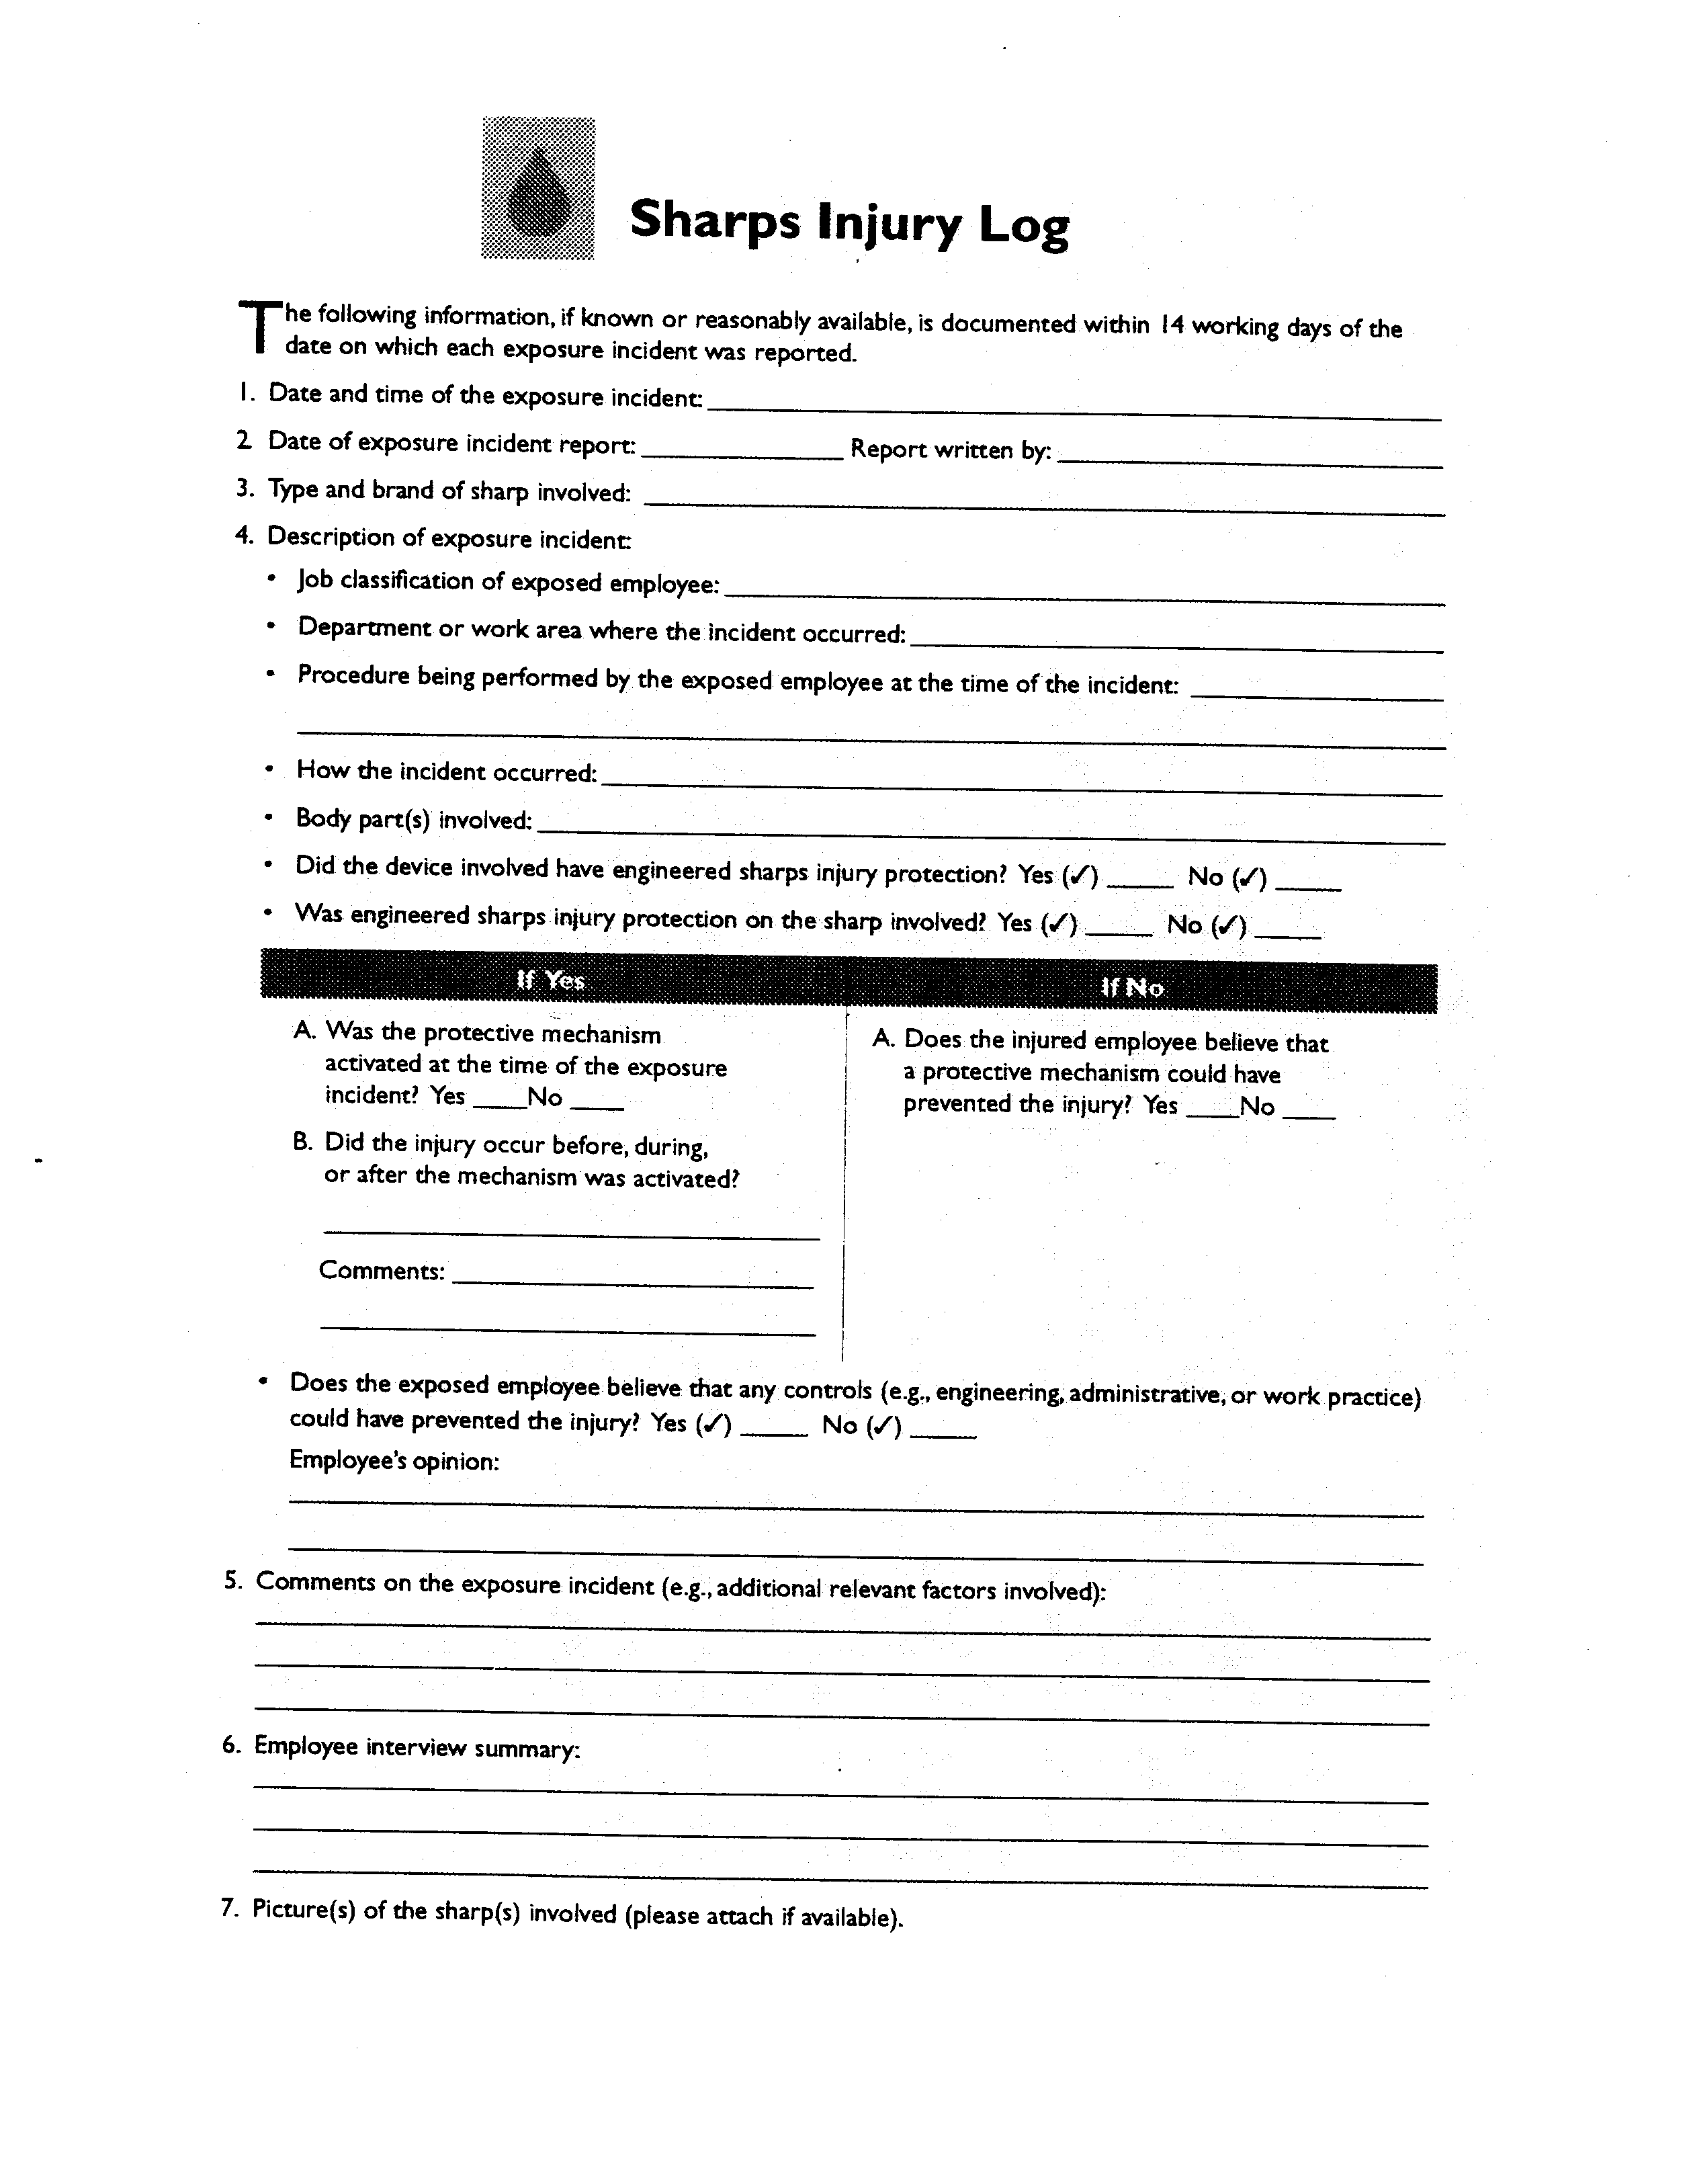 Sharps Injury Log
The following information, if known or reasonably available, is documented within 14 working days of the
date on which each exposure incident was reported.
1. Date and time of the exposure incident:
2 Date of exposure incident report: Report written by:
3. Type and brand of sharp involved:
4. Description of exposure incident:
• Job classification of exposed employee:
• Department or work area where the incident occurred:
• Procedure being performed by the exposed employee at the time of the incident:
• How the incident occurred:
• Body part(s) involved:
• Did the device involved have engineered sharps injury protection? Yes (✓) _____ No (✓) _____
• Was engineered sharps injury protection on the sharp involved? Yes (✓) _____ No (✓) _____
If Yes
A. Was the protective mechanism
activated at the time of the exposure
incident? Yes ____ No ____
B. Did the injury occur before, during,
or after the mechanism was activated?
Comments:
If No
A. Does the injured employee believe that
a protective mechanism could have
prevented the injury? Yes ____ No ____
• Does the exposed employee believe that any controls (e.g., engineering, administrative, or work practice)
could have prevented the injury? Yes (✓) _____ No (✓) _____
Employee's opinion:
5. Comments on the exposure incident (e.g., additional relevant factors involved):
6. Employee interview summary:
7. Picture(s) of the sharp(s) involved (please attach if available).